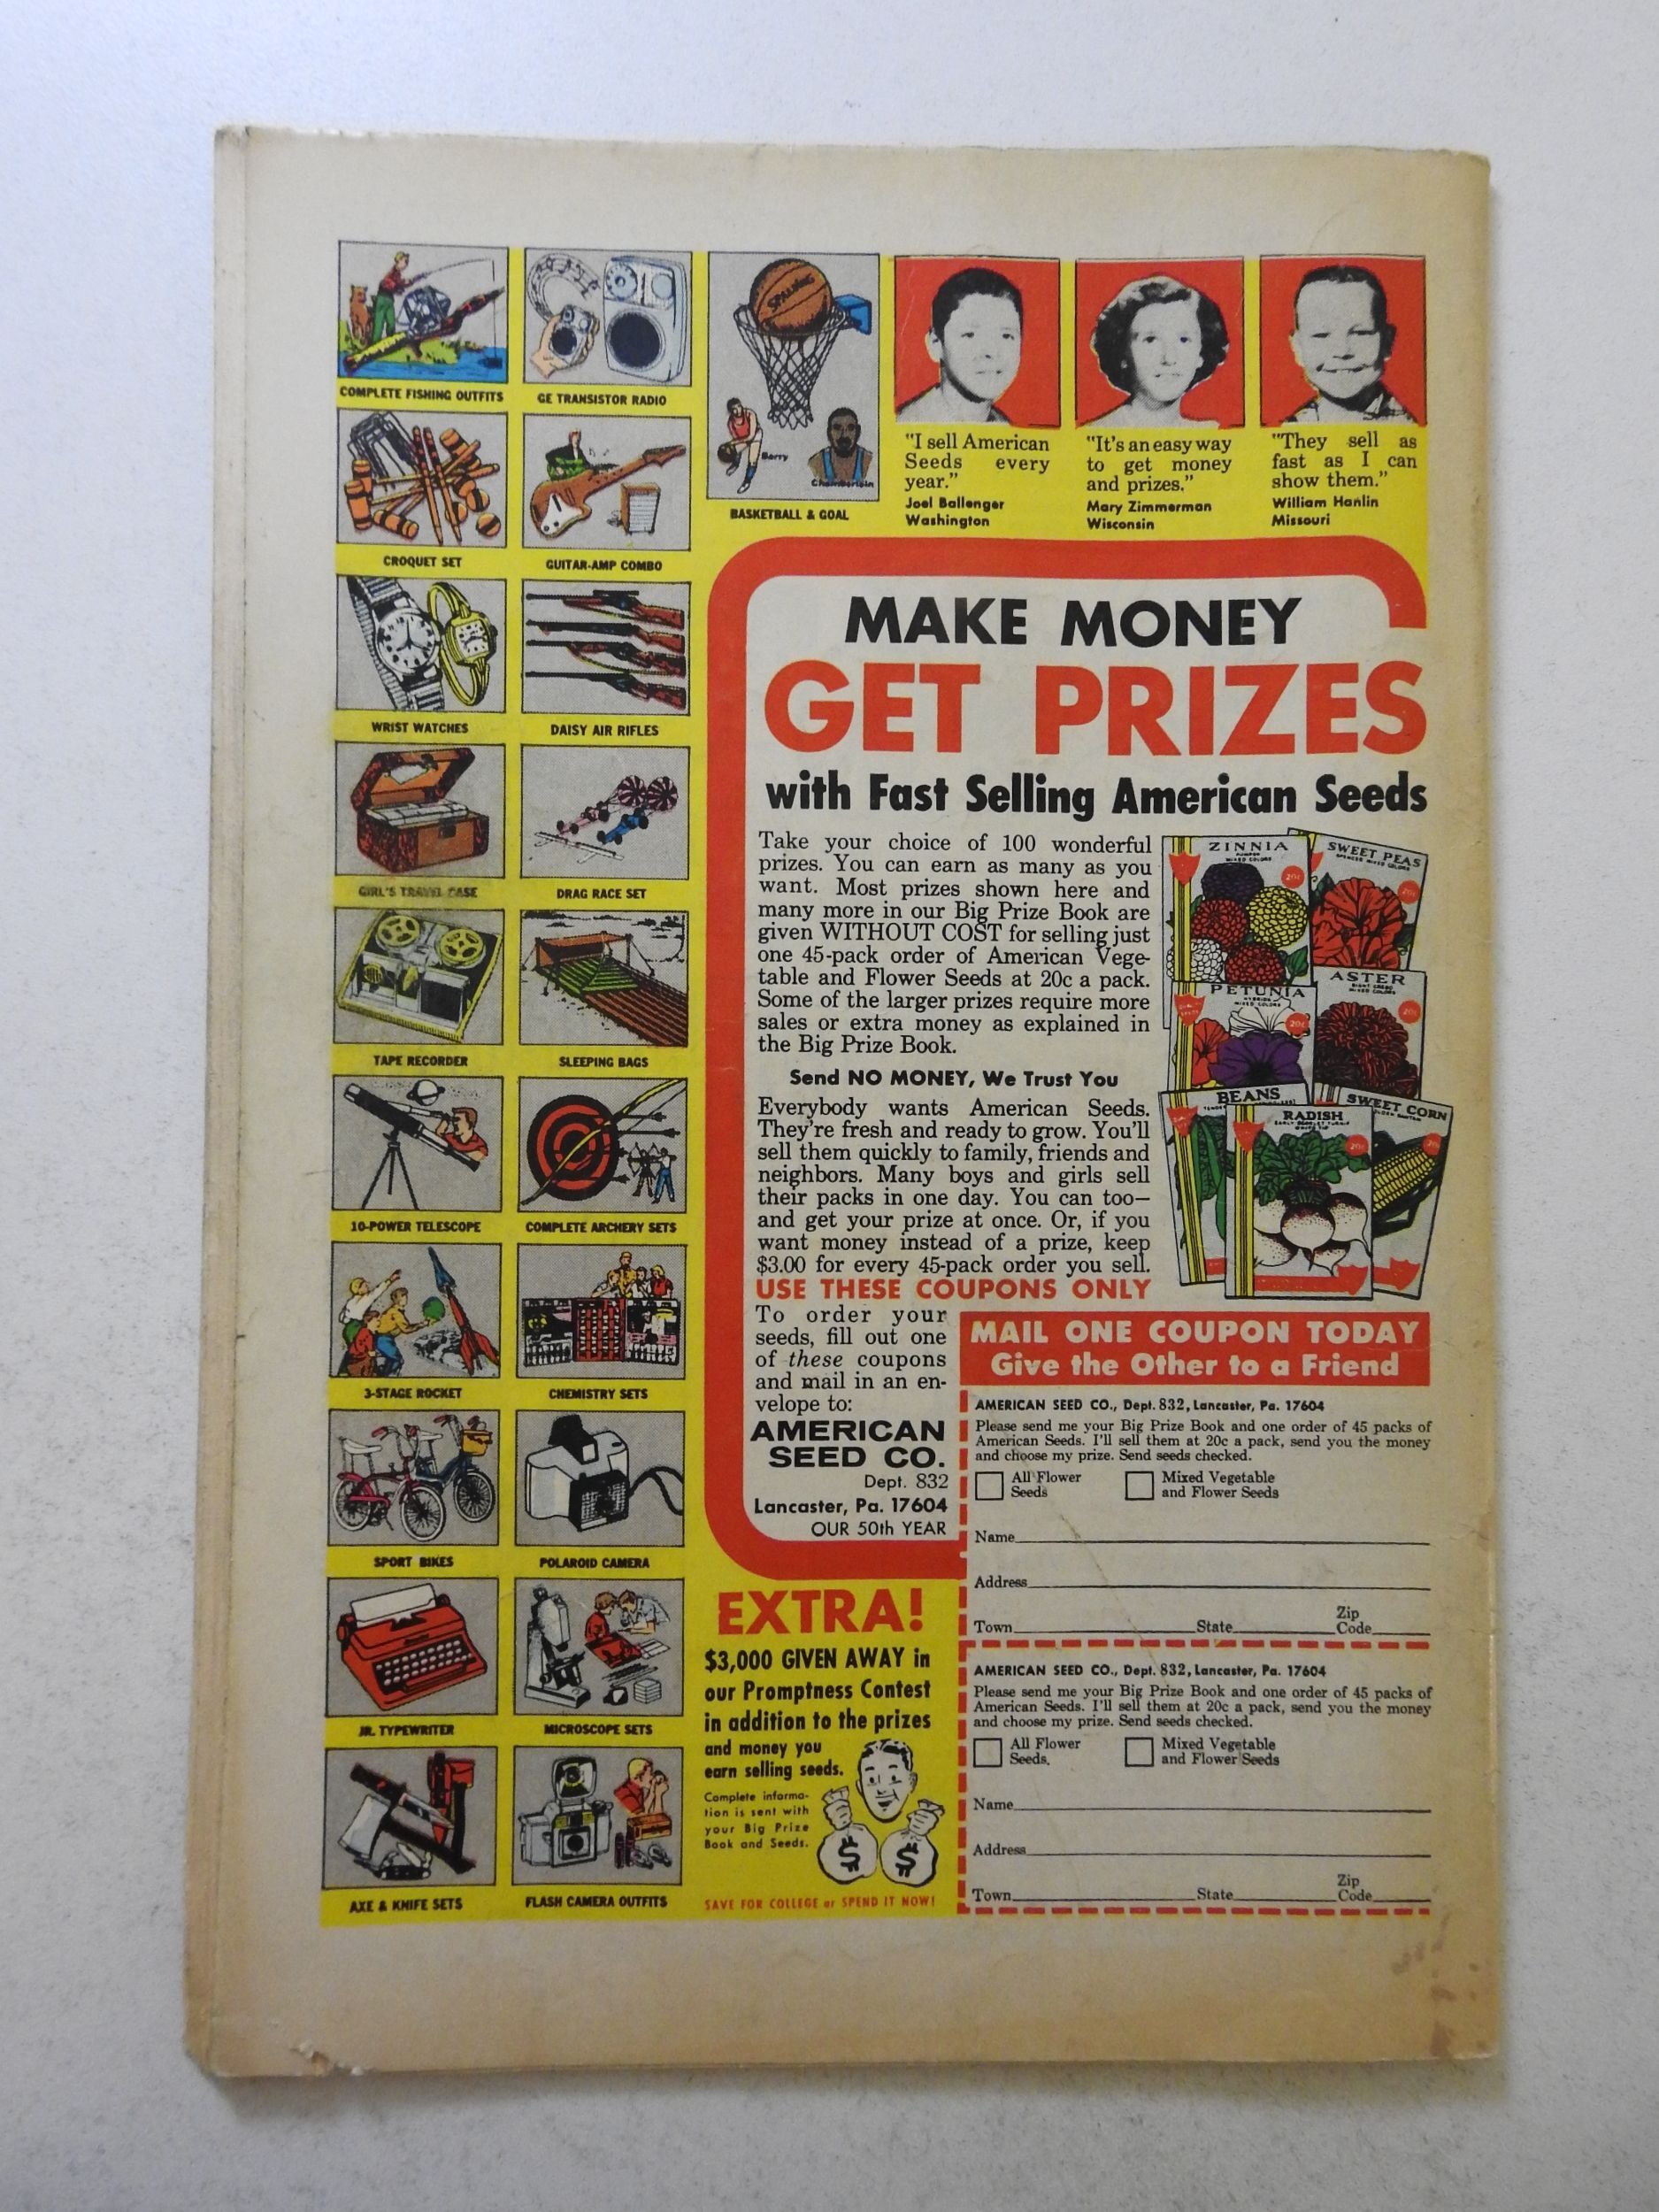 COMPLETE FISHING OUTFITS
GE TRANSISTOR RADIO
SPALDING
Barry
Chamberlain
BASKETBALL & GOAL
CROQUET SET
GUITAR-AMP COMBO
WRIST WATCHES
DAISY AIR RIFLES
GIRL'S TRAVEL CASE
DRAG RACE SET
TAPE RECORDER
SLEEPING BAGS
10-POWER TELESCOPE
COMPLETE ARCHERY SETS
3-STAGE ROCKET
CHEMISTRY SETS
SPORT BIKES
POLAROID CAMERA
JR. TYPEWRITER
MICROSCOPE SETS
AXE & KNIFE SETS
FLASH CAMERA OUTFITS
"I sell American
Seeds every
year."
Joel Ballenger
Washington
"It's an easy way
to get money
and prizes."
Mary Zimmerman
Wisconsin
"They sell as
fast as I can
show them."
William Hanlin
Missouri
MAKE MONEY
GET PRIZES
with Fast Selling American Seeds
Take your choice of 100 wonderful
prizes. You can earn as many as you
want. Most prizes shown here and
many more in our Big Prize Book are
given WITHOUT COST for selling just
one 45-pack order of American Vege-
table and Flower Seeds at 20c a pack.
Some of the larger prizes require more
sales or extra money as explained in
the Big Prize Book.
Send NO MONEY, We Trust You
Everybody wants American Seeds.
They're fresh and ready to grow. You'll
sell them quickly to family, friends and
neighbors. Many boys and girls sell
their packs in one day. You can too—
and get your prize at once. Or, if you
want money instead of a prize, keep
$3.00 for every 45-pack order you sell.
USE THESE COUPONS ONLY
To order your
seeds, fill out one
of these coupons
and mail in an en-
velope to:
AMERICAN
SEED CO.
Dept. 832
Lancaster, Pa. 17604
OUR 50th YEAR
ZINNIA
MIXED COLORS
20c
SWEET PEAS
SPENCER MIXED COLORS
20c
PETUNIA
MIXED COLORS
20c
ASTER
MIXED COLORS
20c
BEANS
RADISH
20c
SWEET CORN
20c
MAIL ONE COUPON TODAY
Give the Other to a Friend
AMERICAN SEED CO., Dept. 832, Lancaster, Pa. 17604
Please send me your Big Prize Book and one order of 45 packs of
American Seeds. I'll sell them at 20c a pack, send you the money
and choose my prize. Send seeds checked.
All Flower
Seeds
Mixed Vegetable
and Flower Seeds
Name
Address
Town State Zip
Code
AMERICAN SEED CO., Dept. 832, Lancaster, Pa. 17604
Please send me your Big Prize Book and one order of 45 packs of
American Seeds. I'll sell them at 20c a pack, send you the money
and choose my prize. Send seeds checked.
All Flower
Seeds.
Mixed Vegetable
and Flower Seeds
Name
Address
Town State Zip
Code
EXTRA!
$3,000 GIVEN AWAY in
our Promptness Contest
in addition to the prizes
and money you
earn selling seeds.
Complete informa-
tion is sent with
your Big Prize
Book and Seeds.
$ $
SAVE FOR COLLEGE or SPEND IT NOW!